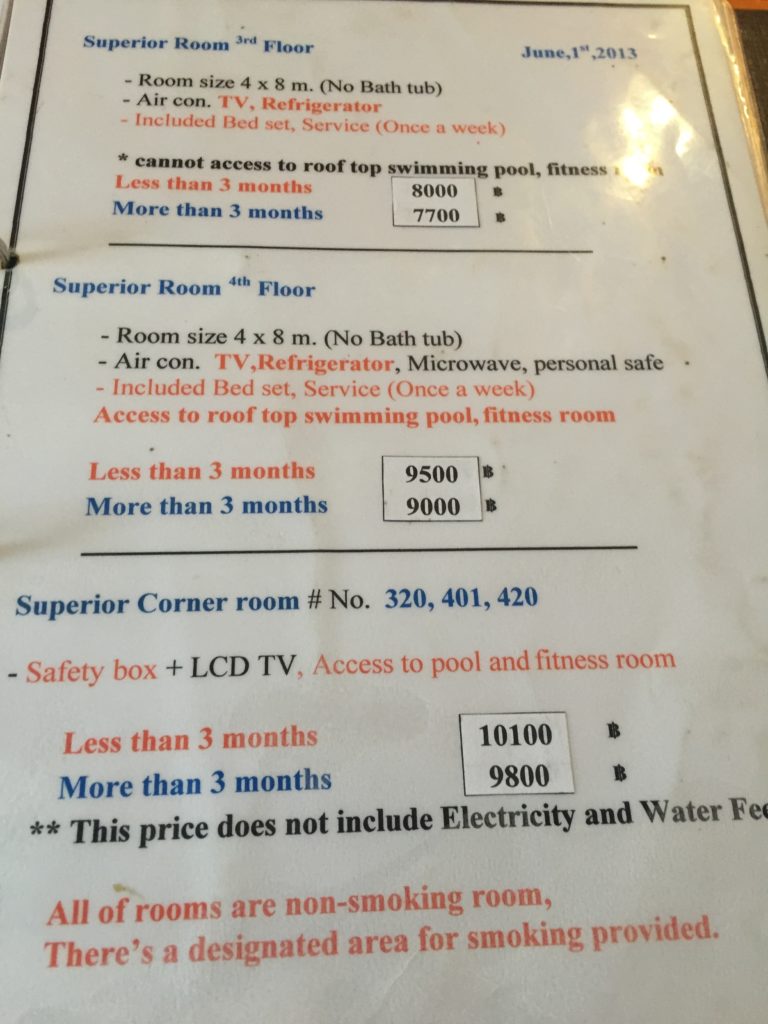 Superior Room 3rd Floor June,1st,2013
- Room size 4 x 8 m. (No Bath tub)
- Air con. TV, Refrigerator
- Included Bed set, Service (Once a week)
* cannot access to roof top swimming pool, fitness
Less than 3 months 8000 ฿
More than 3 months 7700 ฿
Superior Room 4th Floor
- Room size 4 x 8 m. (No Bath tub)
- Air con. TV,Refrigerator, Microwave, personal safe
- Included Bed set, Service (Once a week)
Access to roof top swimming pool, fitness room
Less than 3 months 9500 ฿
More than 3 months 9000 ฿
Superior Corner room # No. 320, 401, 420
- Safety box + LCD TV, Access to pool and fitness room
Less than 3 months 10100 ฿
More than 3 months 9800 ฿
** This price does not include Electricity and Water Fee
All of rooms are non-smoking room,
There's a designated area for smoking provided.